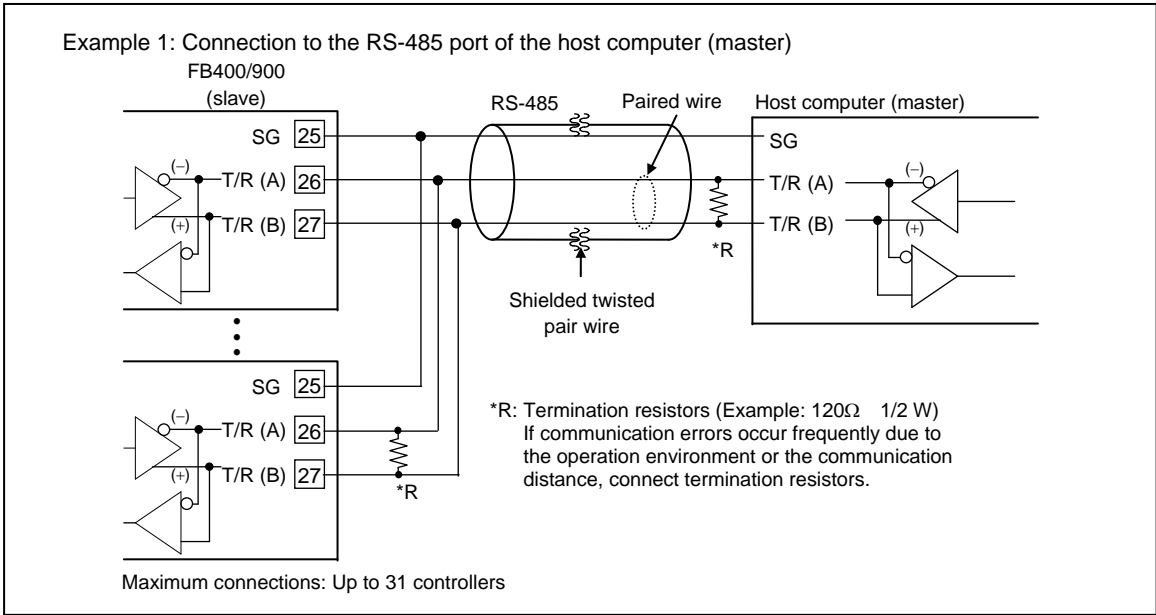 Example 1: Connection to the RS-485 port of the host computer (master)
FB400/900
(slave)
RS-485
Paired wire
Host computer (master)
SG 25
SG
(−)
T/R (A) 26
T/R (A)
(−)
(+)
T/R (B) 27
T/R (B)
(+)
*R
Shielded twisted
pair wire
SG 25
(−)
T/R (A) 26
(+)
T/R (B) 27
*R
*R: Termination resistors (Example: 120Ω 1/2 W)
If communication errors occur frequently due to
the operation environment or the communication
distance, connect termination resistors.
Maximum connections: Up to 31 controllers